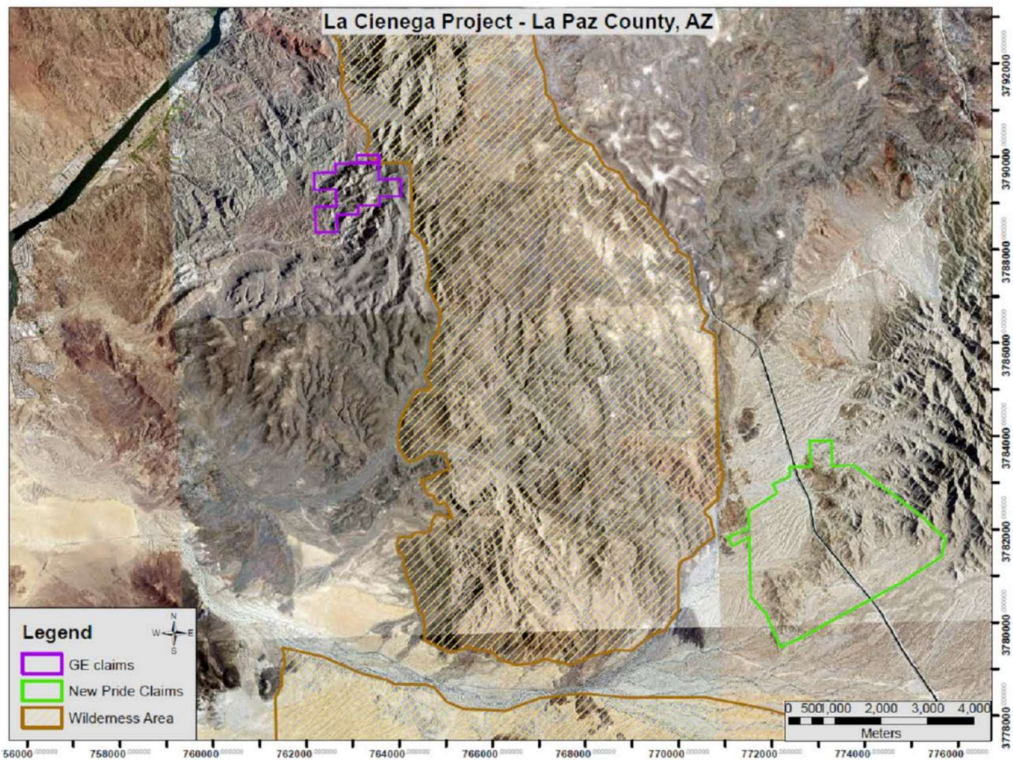 La Cienega Project - La Paz County, AZ
3792000
3790000
3788000
3786000
3784000
3782000
3780000
3778000
Legend
N
W E
S
GE claims
New Pride Claims
Wilderness Area
0 500 1,000 2,000 3,000 4,000
Meters
56000 758000 760000 762000 764000 766000 768000 770000 772000 774000 776000